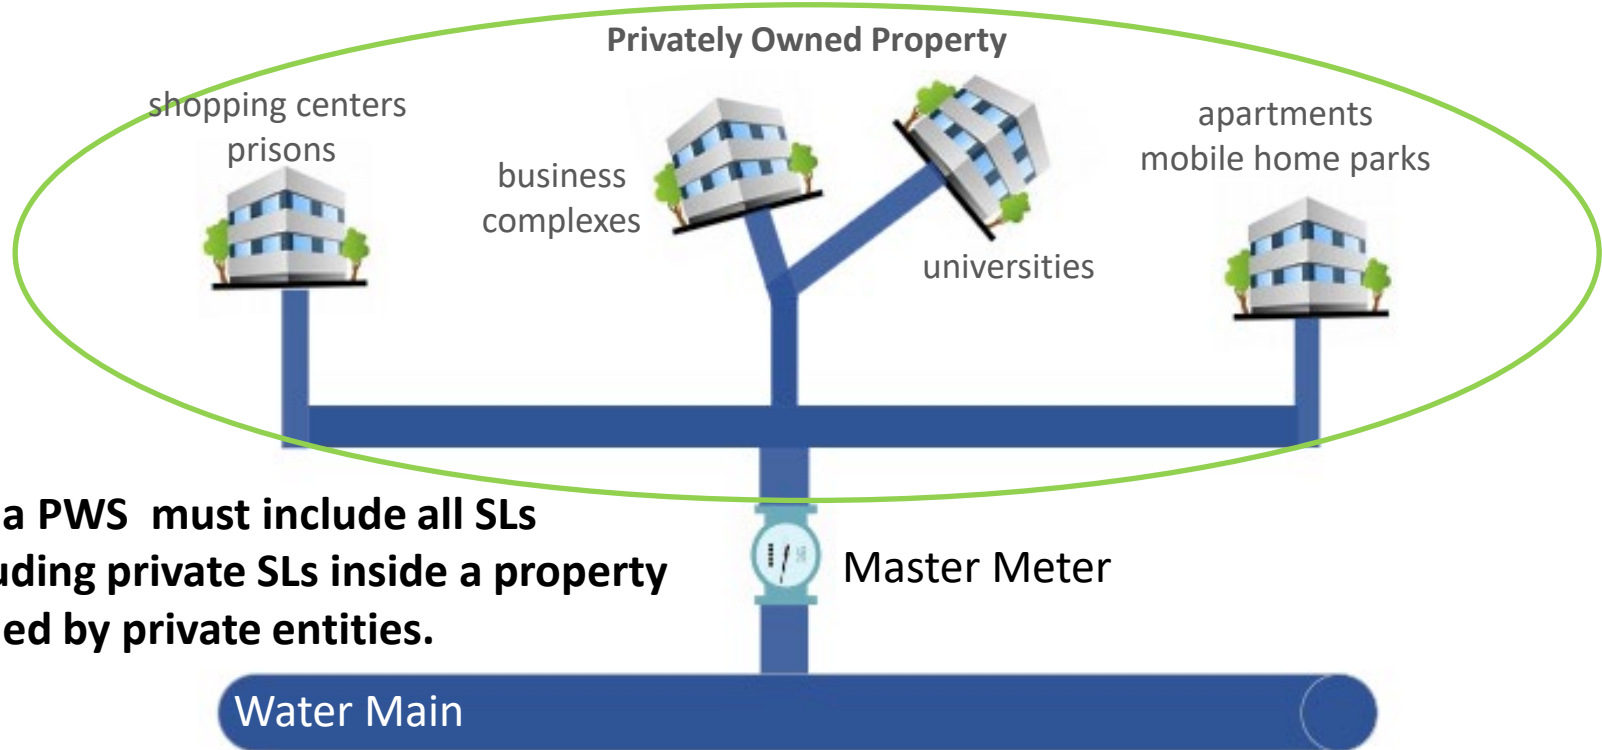 Privately Owned Property
shopping centers
prisons
business
complexes
universities
apartments
mobile home parks
a PWS must include all SLs
uding private SLs inside a property
ed by private entities.
Master Meter
Water Main